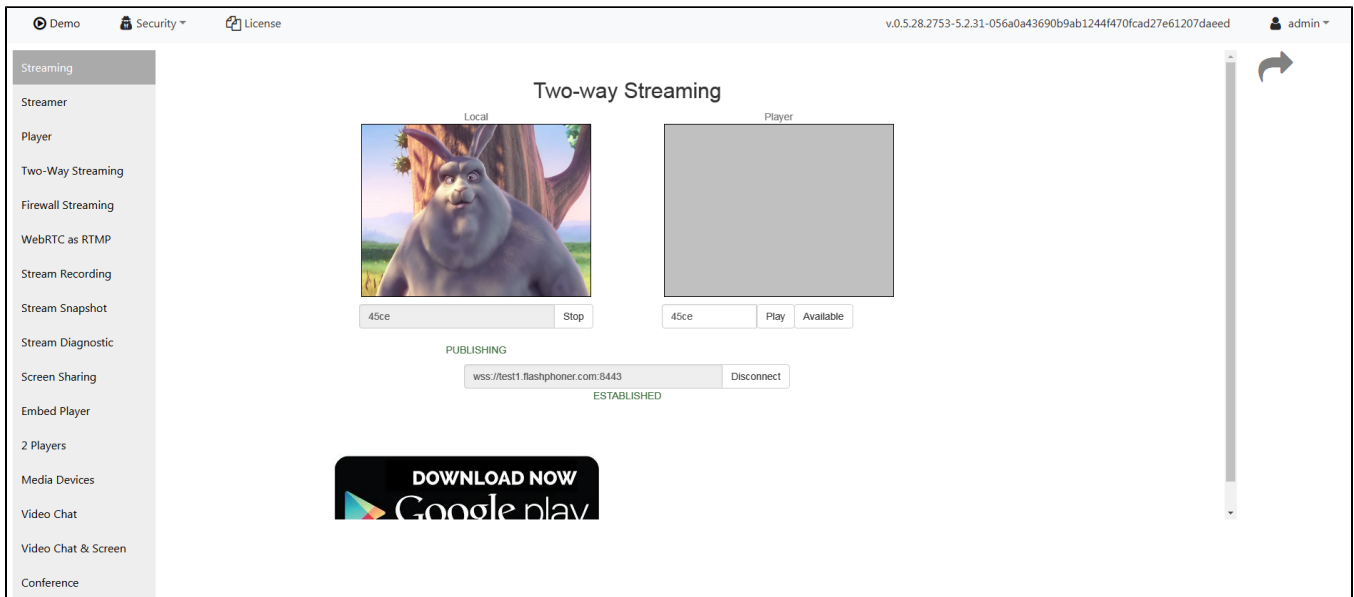 Demo Security License v.0.5.28.2753-5.2.31-056a0a43690b9ab1244f470fcad27e61207daeed admin
Streaming
Streamer
Player
Two-Way Streaming
Firewall Streaming
WebRTC as RTMP
Stream Recording
Stream Snapshot
Stream Diagnostic
Screen Sharing
Embed Player
2 Players
Media Devices
Video Chat
Video Chat & Screen
Conference
Two-way Streaming
Local Player
45ce Stop 45ce Play Available
PUBLISHING
wss://test1.flashphoner.com:8443 Disconnect
ESTABLISHED
DOWNLOAD NOW
Google play